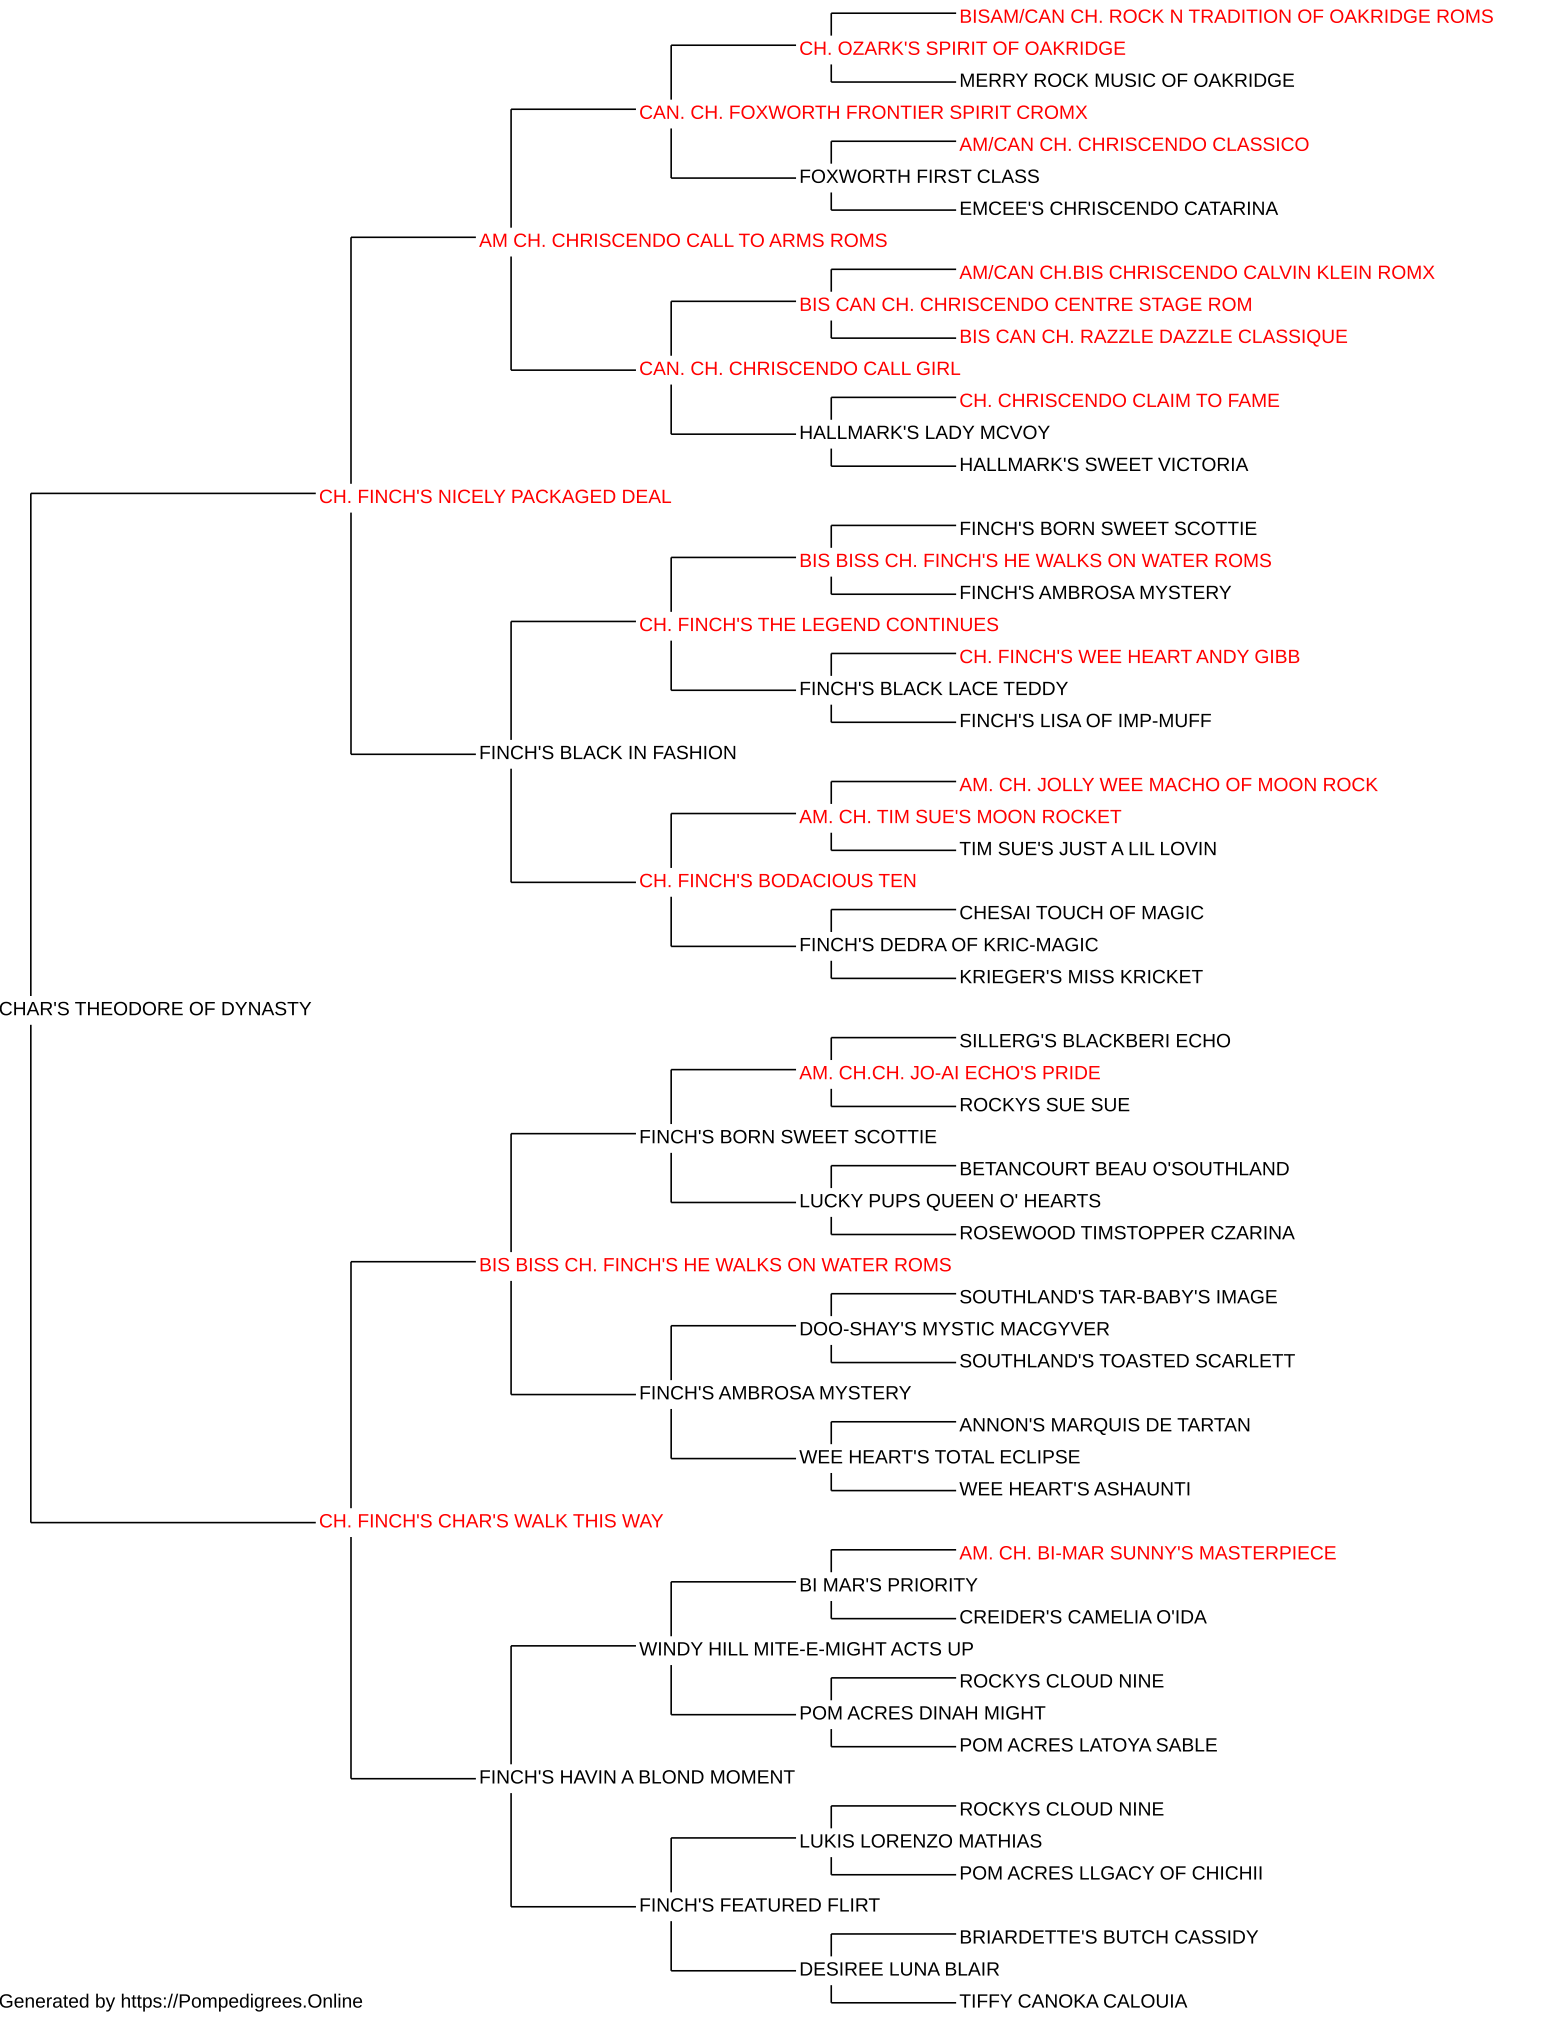 BISAM/CAN CH. ROCK N TRADITION OF OAKRIDGE ROMS
CH. OZARK'S SPIRIT OF OAKRIDGE
MERRY ROCK MUSIC OF OAKRIDGE
CAN. CH. FOXWORTH FRONTIER SPIRIT CROMX
AM/CAN CH. CHRISCENDO CLASSICO
FOXWORTH FIRST CLASS
EMCEE'S CHRISCENDO CATARINA
AM CH. CHRISCENDO CALL TO ARMS ROMS
AM/CAN CH.BIS CHRISCENDO CALVIN KLEIN ROMX
BIS CAN CH. CHRISCENDO CENTRE STAGE ROM
BIS CAN CH. RAZZLE DAZZLE CLASSIQUE
CAN. CH. CHRISCENDO CALL GIRL
CH. CHRISCENDO CLAIM TO FAME
HALLMARK'S LADY MCVOY
HALLMARK'S SWEET VICTORIA
CH. FINCH'S NICELY PACKAGED DEAL
FINCH'S BORN SWEET SCOTTIE
BIS BISS CH. FINCH'S HE WALKS ON WATER ROMS
FINCH'S AMBROSA MYSTERY
CH. FINCH'S THE LEGEND CONTINUES
CH. FINCH'S WEE HEART ANDY GIBB
FINCH'S BLACK LACE TEDDY
FINCH'S LISA OF IMP-MUFF
FINCH'S BLACK IN FASHION
AM. CH. JOLLY WEE MACHO OF MOON ROCK
AM. CH. TIM SUE'S MOON ROCKET
TIM SUE'S JUST A LIL LOVIN
CH. FINCH'S BODACIOUS TEN
CHESAI TOUCH OF MAGIC
FINCH'S DEDRA OF KRIC-MAGIC
KRIEGER'S MISS KRICKET
CHAR'S THEODORE OF DYNASTY
SILLERG'S BLACKBERI ECHO
AM. CH.CH. JO-AI ECHO'S PRIDE
ROCKYS SUE SUE
FINCH'S BORN SWEET SCOTTIE
BETANCOURT BEAU O'SOUTHLAND
LUCKY PUPS QUEEN O' HEARTS
ROSEWOOD TIMSTOPPER CZARINA
BIS BISS CH. FINCH'S HE WALKS ON WATER ROMS
SOUTHLAND'S TAR-BABY'S IMAGE
DOO-SHAY'S MYSTIC MACGYVER
SOUTHLAND'S TOASTED SCARLETT
FINCH'S AMBROSA MYSTERY
ANNON'S MARQUIS DE TARTAN
WEE HEART'S TOTAL ECLIPSE
WEE HEART'S ASHAUNTI
CH. FINCH'S CHAR'S WALK THIS WAY
AM. CH. BI-MAR SUNNY'S MASTERPIECE
BI MAR'S PRIORITY
CREIDER'S CAMELIA O'IDA
WINDY HILL MITE-E-MIGHT ACTS UP
ROCKYS CLOUD NINE
POM ACRES DINAH MIGHT
POM ACRES LATOYA SABLE
FINCH'S HAVIN A BLOND MOMENT
ROCKYS CLOUD NINE
LUKIS LORENZO MATHIAS
POM ACRES LLGACY OF CHICHII
FINCH'S FEATURED FLIRT
BRIARDETTE'S BUTCH CASSIDY
DESIREE LUNA BLAIR
TIFFY CANOKA CALOUIA
Generated by https://Pompedigrees.Online